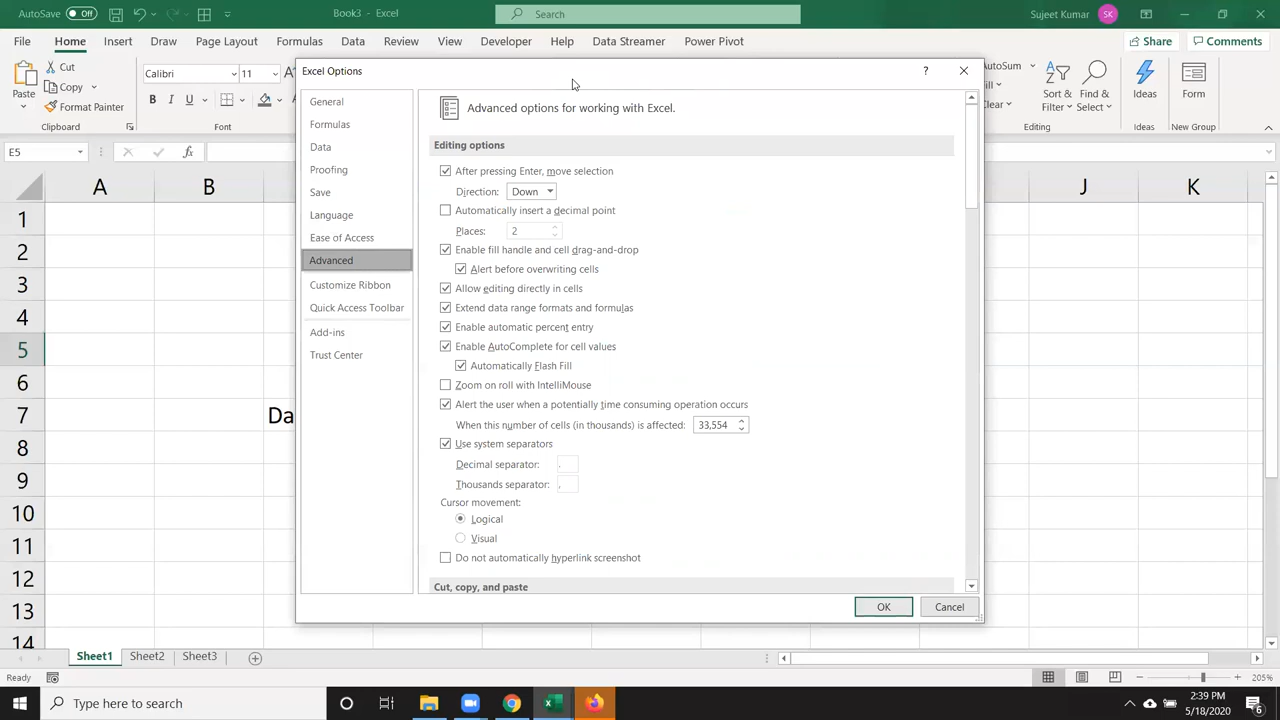 AutoSave Off Book3 - Excel Search Sujeet Kumar SK
File Home Insert Draw Page Layout Formulas Data Review View Developer Help Data Streamer Power Pivot Share Comments
Paste Cut Copy Format Painter Clipboard
Calibri 11
B I U
Font
AutoSum Sort & Filter Find & Select Ideas
Editing Ideas New Group
E5 fx
A B J K
1
2
3
4
5
6
7 Da
8
9
10
11
12
13
14
Excel Options ?
General
Formulas
Data
Proofing
Save
Language
Ease of Access
Advanced
Customize Ribbon
Quick Access Toolbar
Add-ins
Trust Center
Advanced options for working with Excel.
Editing options
After pressing Enter, move selection
Direction: Down
Automatically insert a decimal point
Places: 2
Enable fill handle and cell drag-and-drop
Alert before overwriting cells
Allow editing directly in cells
Extend data range formats and formulas
Enable automatic percent entry
Enable AutoComplete for cell values
Automatically Flash Fill
Zoom on roll with IntelliMouse
Alert the user when a potentially time consuming operation occurs
When this number of cells (in thousands) is affected: 33,554
Use system separators
Decimal separator: .
Thousands separator: ,
Cursor movement:
Logical
Visual
Do not automatically hyperlink screenshot
Cut, copy, and paste
OK Cancel
Sheet1 Sheet2 Sheet3
Ready 205%
Type here to search 2:39 PM
5/18/2020 6